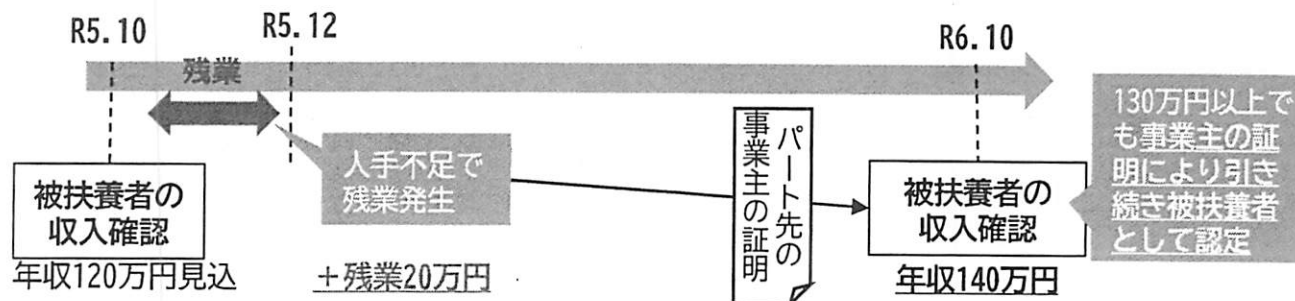 R5.10
R5.12
R6.10
残業
人手不足で
残業発生
パート先の
事業主の証明
130万円以上で
も事業主の証
明により引き
続き被扶養者
として認定
被扶養者の
収入確認
年収120万円見込
＋残業20万円
被扶養者の
収入確認
年収140万円